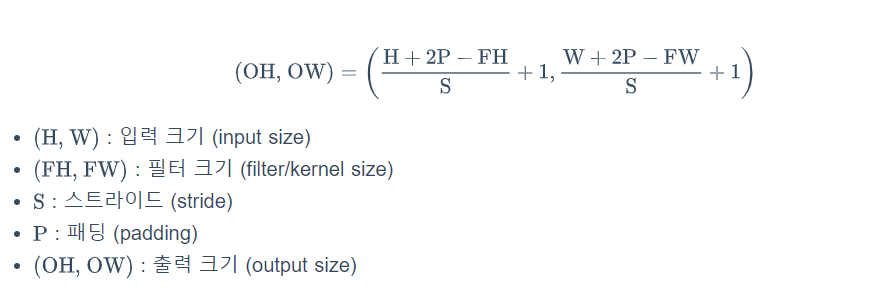 (OH, OW) = ( (H + 2P − FH)/S + 1, (W + 2P − FW)/S + 1 )
• (H, W) : 입력 크기 (input size)
• (FH, FW) : 필터 크기 (filter/kernel size)
• S : 스트라이드 (stride)
• P : 패딩 (padding)
• (OH, OW) : 출력 크기 (output size)